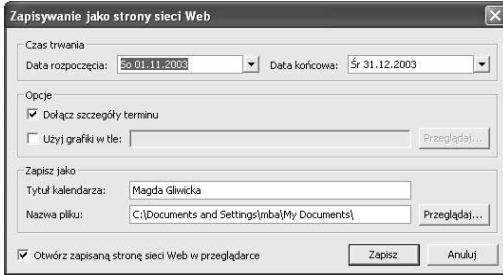 Zapisywanie jako strony sieci Web
Czas trwania
Data rozpoczęcia: So 01.11.2003 Data końcowa: Śr 31.12.2003
Opcje
Dołącz szczegóły terminu
Użyj grafiki w tle: Przeglądaj...
Zapisz jako
Tytuł kalendarza: Magda Gliwicka
Nazwa pliku: C:\Documents and Settings\mba\My Documents\ Przeglądaj...
Otwórz zapisaną stronę sieci Web w przeglądarce Zapisz Anuluj